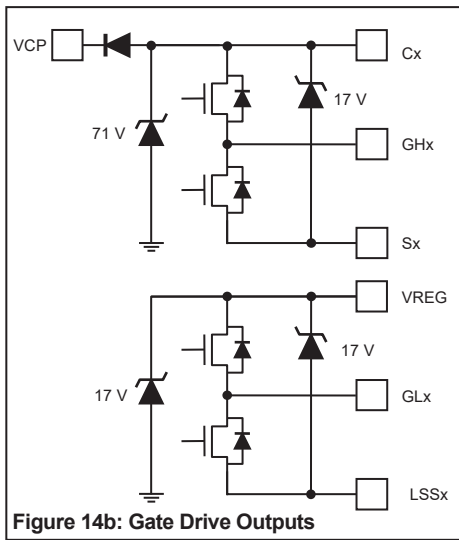 VCP
Cx
71 V
17 V
GHx
Sx
VREG
17 V
17 V
GLx
LSSx
Figure 14b: Gate Drive Outputs